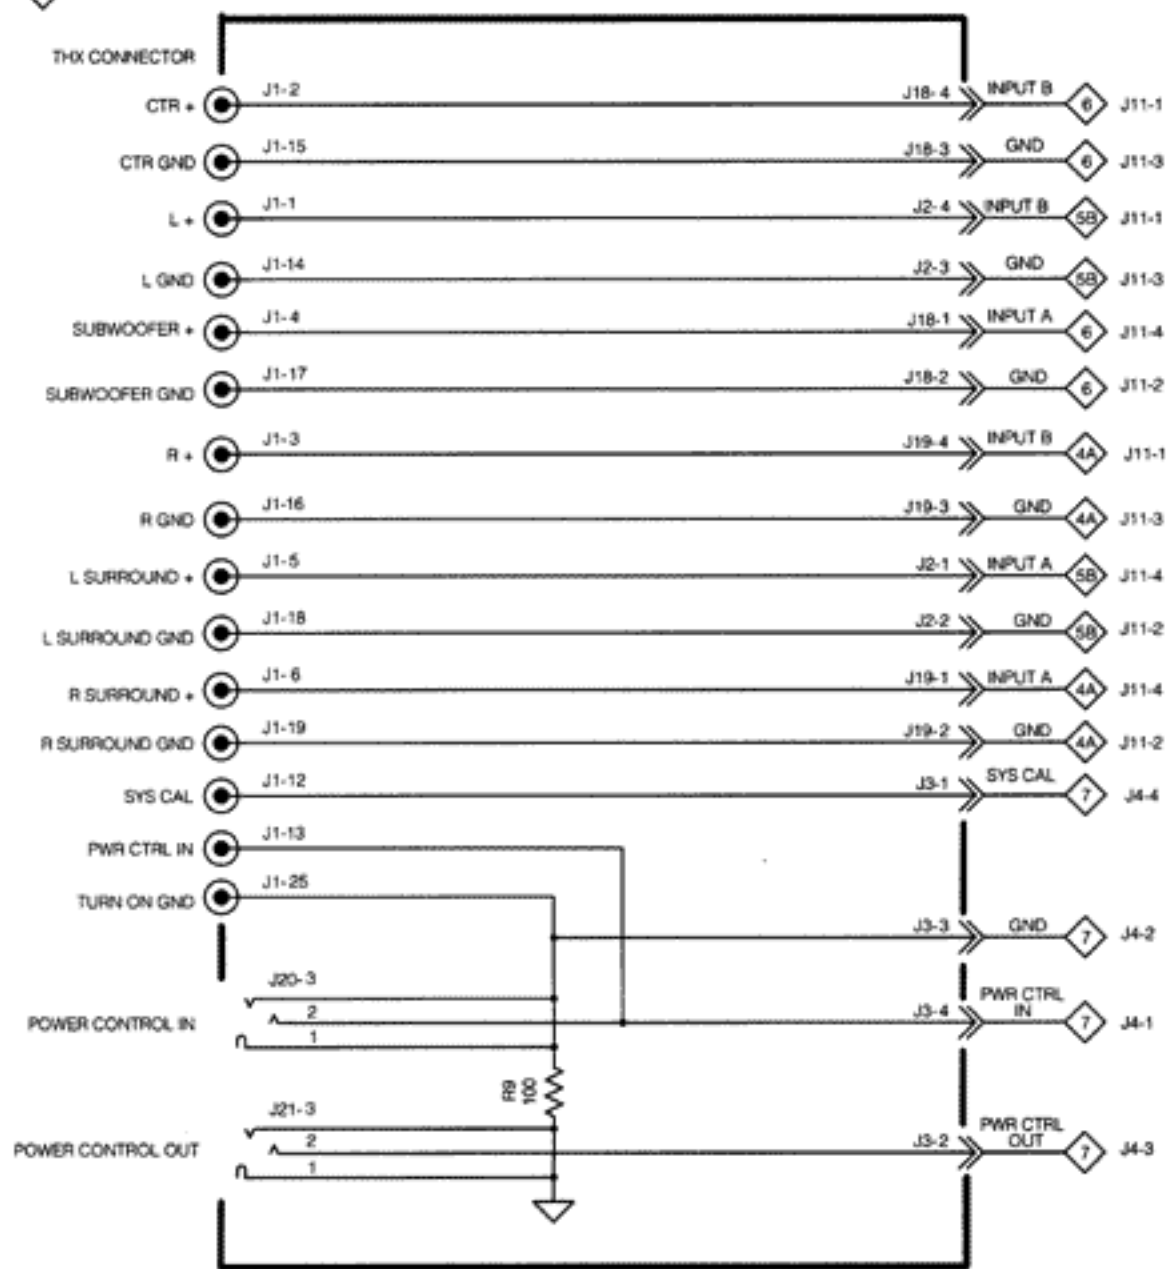 THX CONNECTOR
CTR + J1-2 J18-4 INPUT B 6 J11-1
CTR GND J1-15 J18-3 GND 6 J11-3
L + J1-1 J2-4 INPUT B 5B J11-1
L GND J1-14 J2-3 GND 5B J11-3
SUBWOOFER + J1-4 J18-1 INPUT A 6 J11-4
SUBWOOFER GND J1-17 J18-2 GND 6 J11-2
R + J1-3 J19-4 INPUT B 4A J11-1
R GND J1-16 J19-3 GND 4A J11-3
L SURROUND + J1-5 J2-1 INPUT A 5B J11-4
L SURROUND GND J1-18 J2-2 GND 5B J11-2
R SURROUND + J1-6 J19-1 INPUT A 4A J11-4
R SURROUND GND J1-19 J19-2 GND 4A J11-2
SYS CAL J1-12 J3-1 SYS CAL 7 J4-4
PWR CTRL IN J1-13
TURN ON GND J1-25
J3-3 GND 7 J4-2
J20-3
POWER CONTROL IN 2 J3-4 PWR CTRL IN 7 J4-1
1
R9
100
J21-3
POWER CONTROL OUT 2 J3-2 PWR CTRL OUT 7 J4-3
1